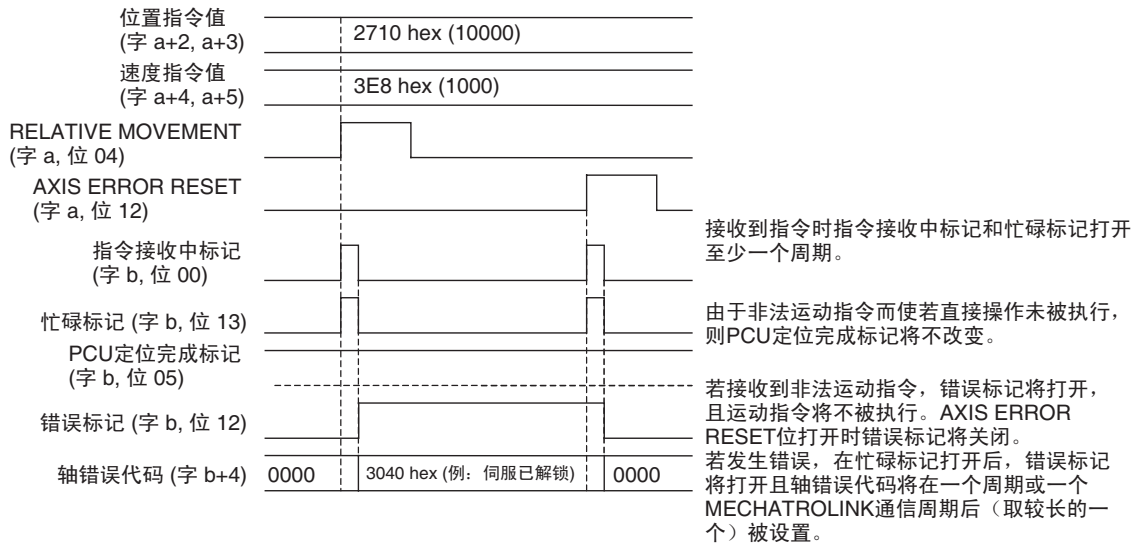 位置指令值
(字 a+2, a+3)
2710 hex (10000)
速度指令值
(字 a+4, a+5)
3E8 hex (1000)
RELATIVE MOVEMENT
(字 a, 位 04)
AXIS ERROR RESET
(字 a, 位 12)
指令接收中标记
(字 b, 位 00)
接收到指令时指令接收中标记和忙碌标记打开
至少一个周期。
忙碌标记 (字 b, 位 13)
由于非法运动指令而使若直接操作未被执行，
则PCU定位完成标记将不改变。
PCU定位完成标记
(字 b, 位 05)
错误标记 (字 b, 位 12)
若接收到非法运动指令，错误标记将打开，
且运动指令将不被执行。AXIS ERROR
RESET位打开时错误标记将关闭。
轴错误代码 (字 b+4)
0000
3040 hex (例：伺服已解锁)
0000
若发生错误，在忙碌标记打开后，错误标记
将打开且轴错误代码将在一个周期或一个
MECHATROLINK通信周期后（取较长的一
个）被设置。